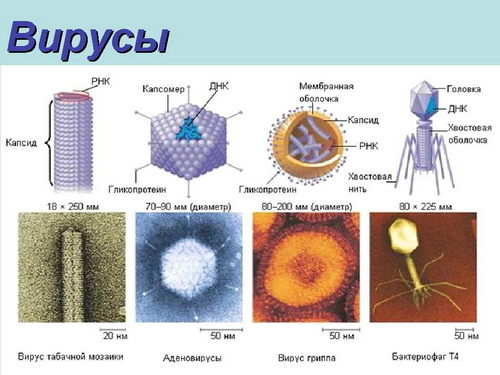 Вирусы
РНК
Капсид
18 × 250 мм
20 нм
Вирус табачной мозаики
Капсомер
ДНК
Гликопротеин
70–90 мм (диаметр)
50 нм
Аденовирусы
Мембранная
оболочка
Капсид
РНК
Гликопротеин
80–200 мм (диаметр)
50 нм
Вирус гриппа
Головка
ДНК
Хвостовая
оболочка
Хвостовая
нить
80 × 225 мм
50 нм
Бактериофаг T4